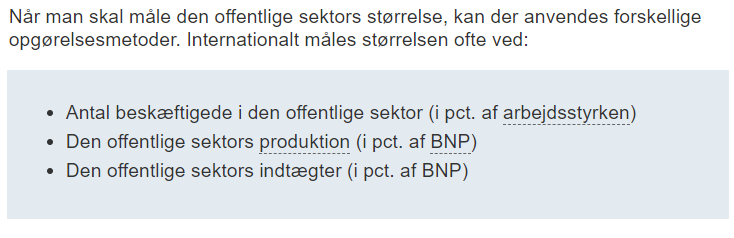 Når man skal måle den offentlige sektors størrelse, kan der anvendes forskellige
opgørelsesmetoder. Internationalt måles størrelsen ofte ved:
• Antal beskæftigede i den offentlige sektor (i pct. af arbejdsstyrken)
• Den offentlige sektors produktion (i pct. af BNP)
• Den offentlige sektors indtægter (i pct. af BNP)